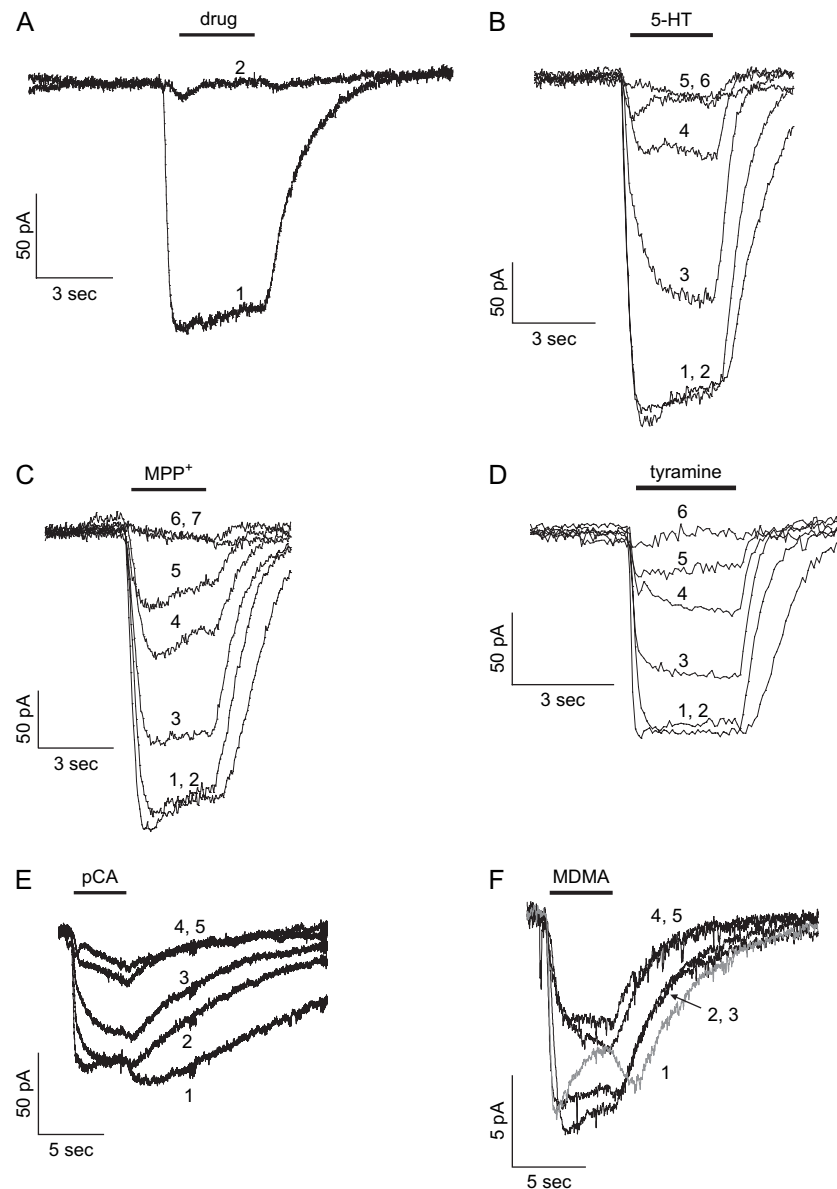 A
drug
2
1
50 pA
3 sec
B
5-HT
5, 6
4
3
1, 2
50 pA
3 sec
C
MPP+
6, 7
5
4
3
1, 2
50 pA
3 sec
D
tyramine
6
5
4
3
1, 2
50 pA
3 sec
E
pCA
4, 5
3
2
1
50 pA
5 sec
F
MDMA
4, 5
2, 3
1
5 pA
5 sec